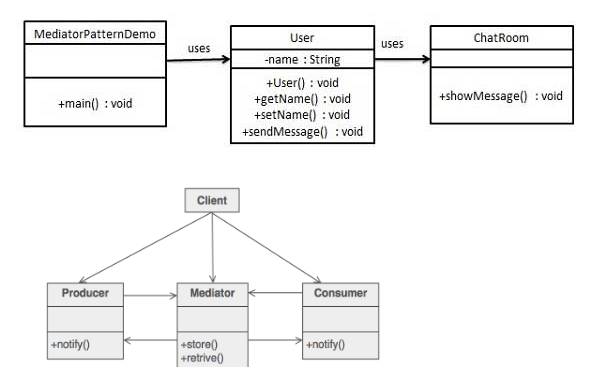 MediatorPatternDemo
+main() : void
uses
User
-name : String
+User() : void
+getName() : void
+setName() : void
+sendMessage() : void
uses
ChatRoom
+showMessage() : void
Client
Producer
+notify()
Mediator
+store()
+retrive()
Consumer
+notify()